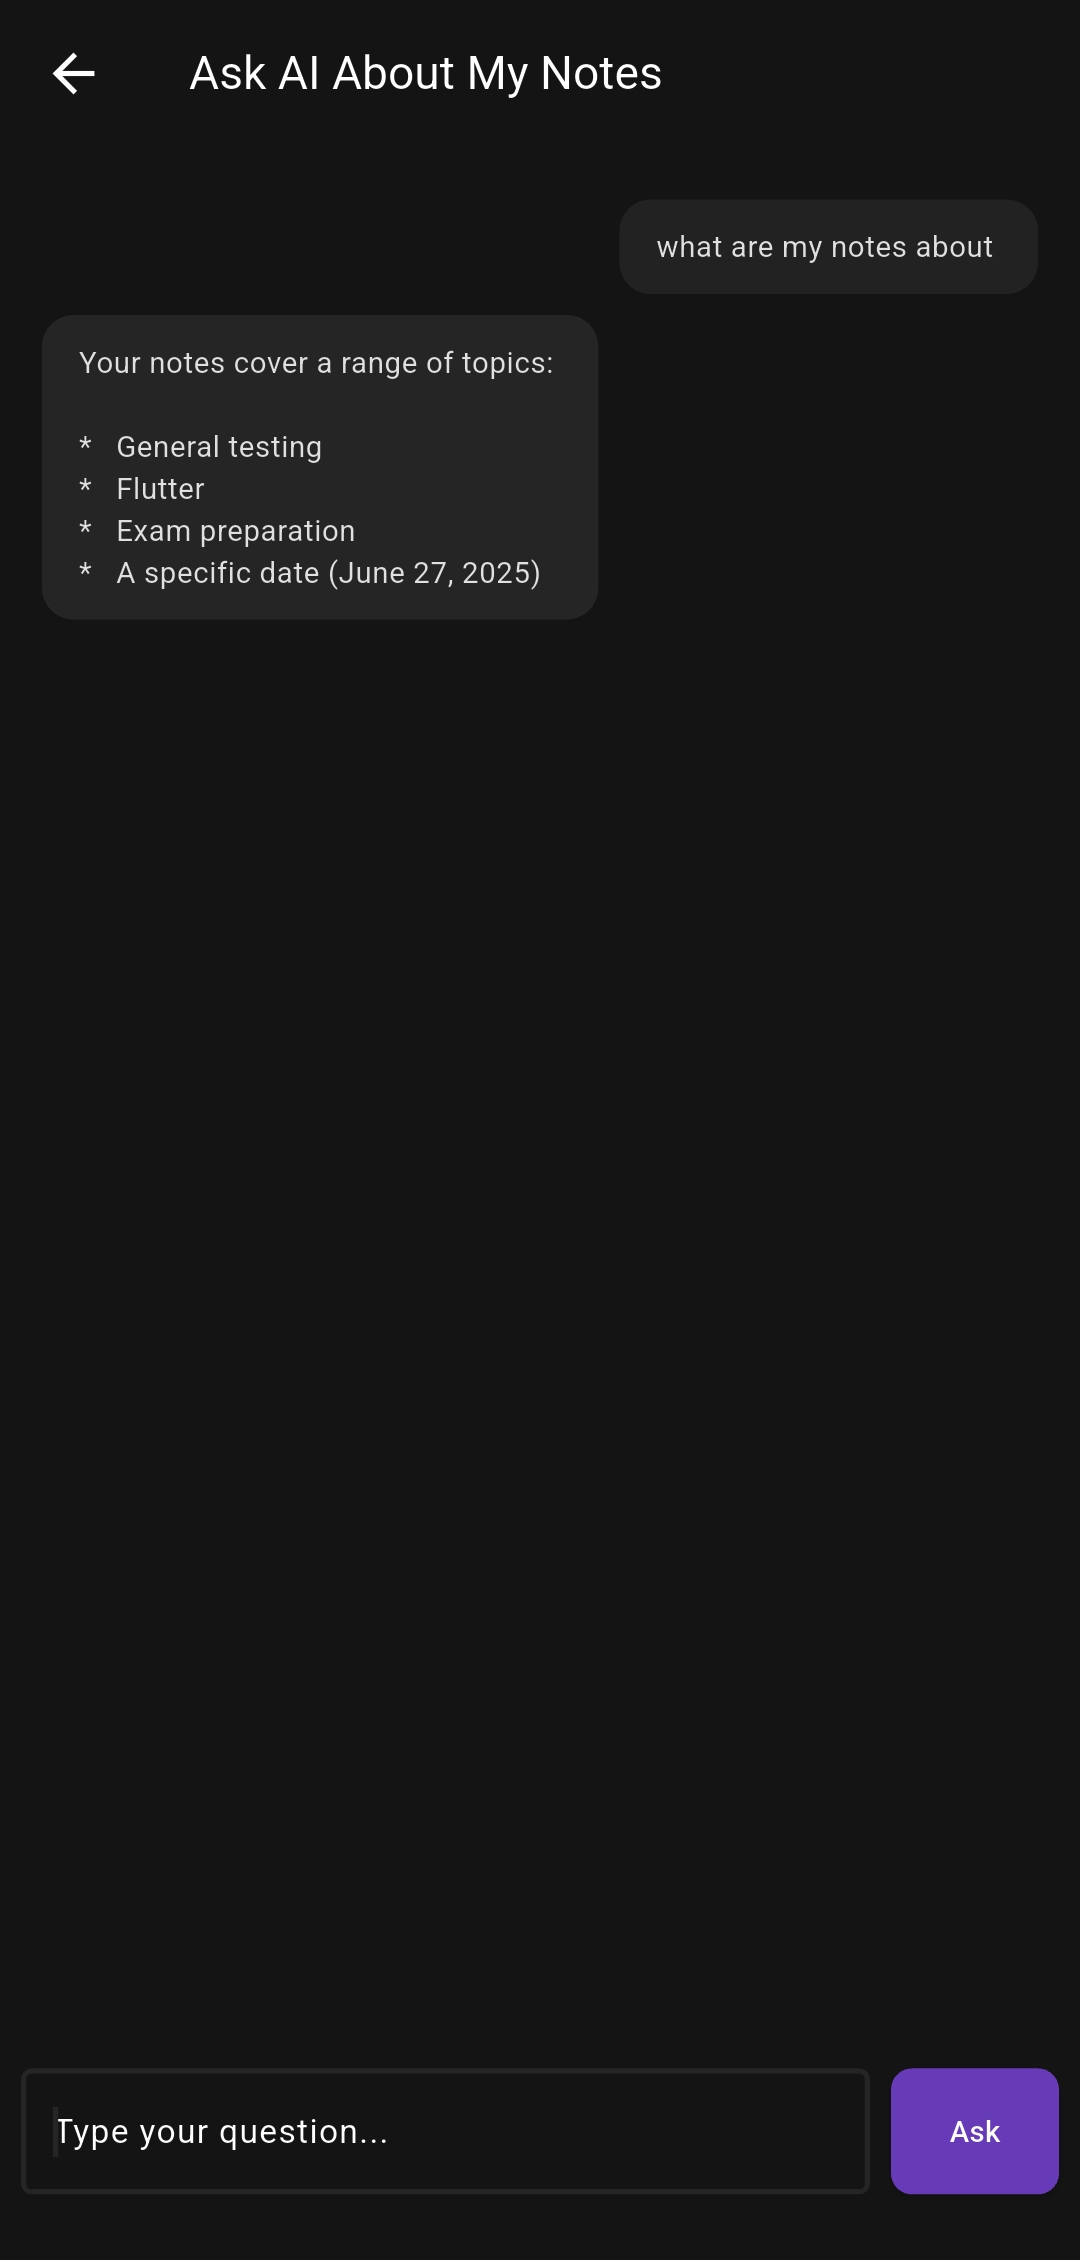 Ask AI About My Notes
what are my notes about
Your notes cover a range of topics:
* General testing
* Flutter
* Exam preparation
* A specific date (June 27, 2025)
Type your question...
Ask